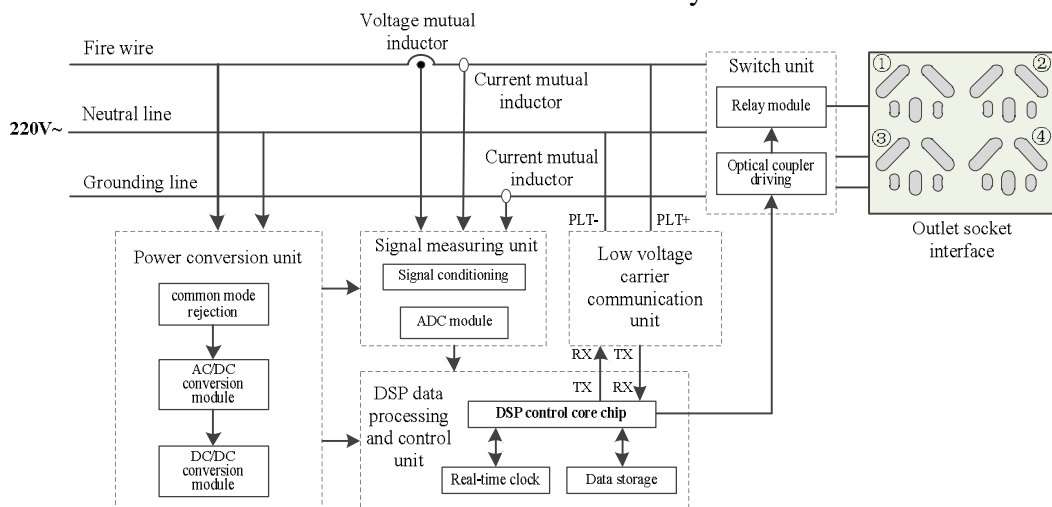 Voltage mutual
inductor
Fire wire
Current mutual
inductor
Neutral line
220V~
Current mutual
inductor
Grounding line
PLT-
PLT+
Switch unit
Relay module
Optical coupler
driving
①
②
③
④
Outlet socket
interface
Power conversion unit
common mode
rejection
AC/DC
conversion
module
DC/DC
conversion
module
Signal measuring unit
Signal conditioning
ADC module
Low voltage
carrier
communication
unit
RX
TX
TX
RX
DSP data
processing
and control
unit
DSP control core chip
Real-time clock
Data storage